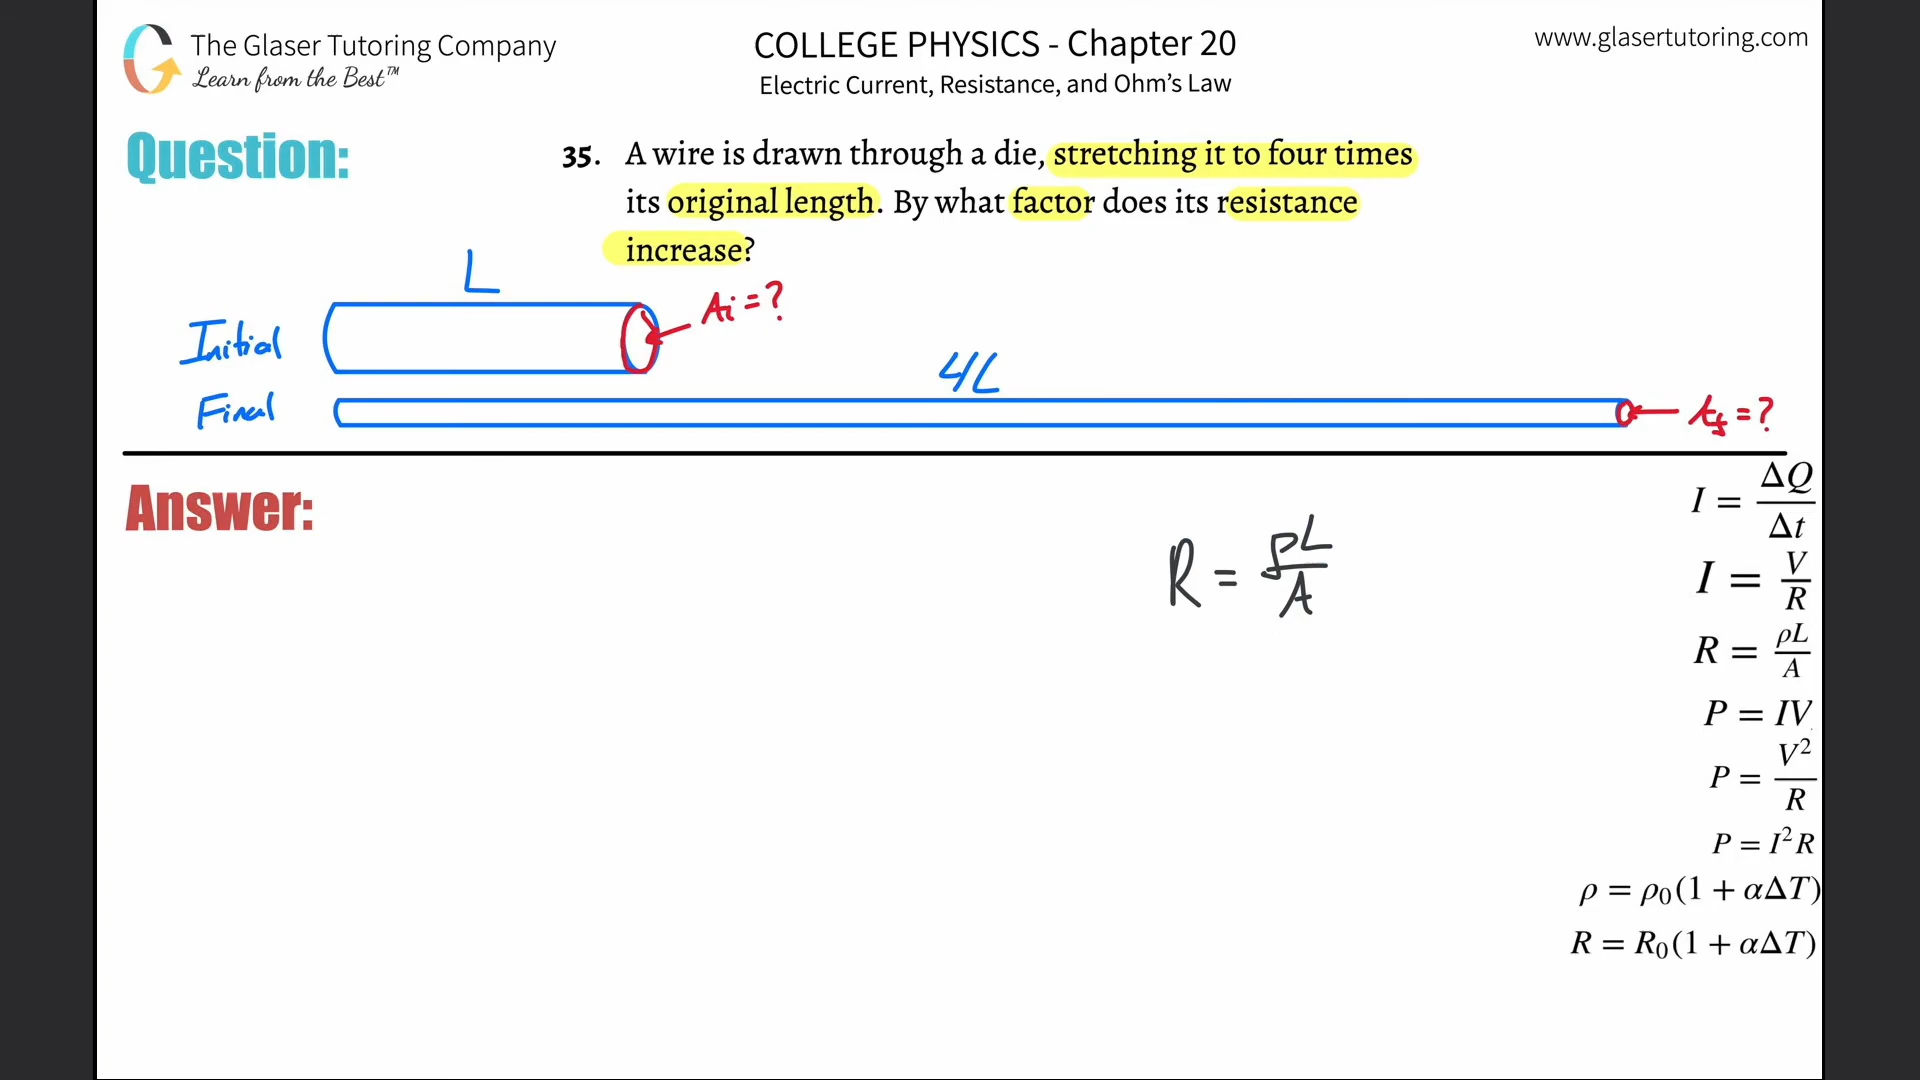 The Glaser Tutoring Company
Learn from the Best™
COLLEGE PHYSICS - Chapter 20
Electric Current, Resistance, and Ohm's Law
www.glasertutoring.com
Question:
35. A wire is drawn through a die, stretching it to four times
its original length. By what factor does its resistance
increase?
L
Initial
Ai = ?
4L
Final
Af = ?
Answer:
R = ρL/A
I = ΔQ/Δt
I = V/R
R = ρL/A
P = IV
P = V²/R
P = I²R
ρ = ρ₀(1 + αΔT)
R = R₀(1 + αΔT)